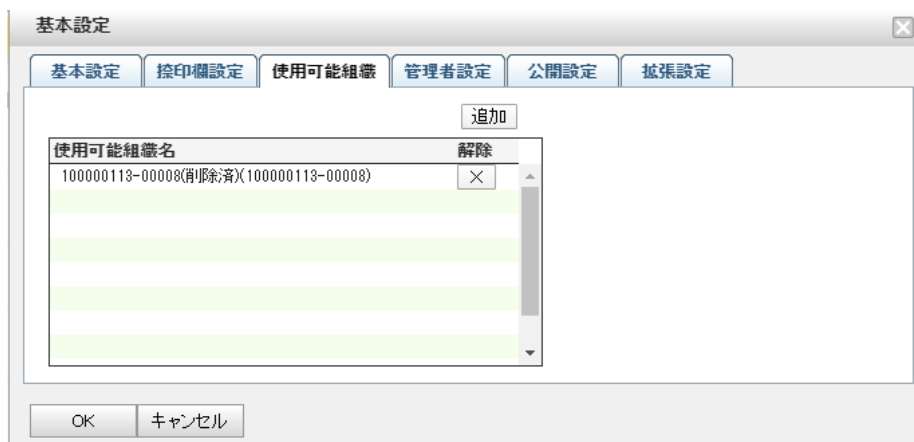 基本設定
基本設定 捺印欄設定 使用可能組織 管理者設定 公開設定 拡張設定
追加
使用可能組織名 解除
100000113-00008(削除済)(100000113-00008)
OK キャンセル